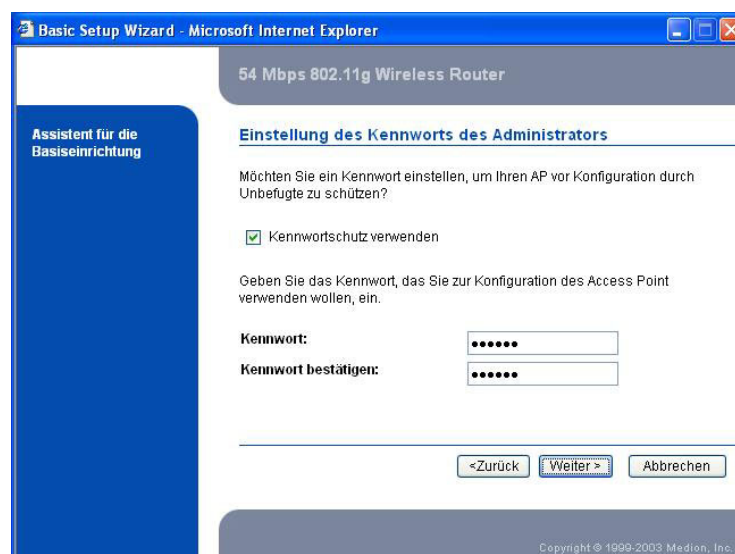 Basic Setup Wizard - Microsoft Internet Explorer
54 Mbps 802.11g Wireless Router
Assistent für die
Basiseinrichtung
Einstellung des Kennworts des Administrators
Möchten Sie ein Kennwort einstellen, um Ihren AP vor Konfiguration durch
Unbefugte zu schützen?
Kennwortschutz verwenden
Geben Sie das Kennwort, das Sie zur Konfiguration des Access Point
verwenden wollen, ein.
Kennwort: ●●●●●●
Kennwort bestätigen: ●●●●●●
<Zurück Weiter > Abbrechen
Copyright © 1999-2003 Medion, Inc.